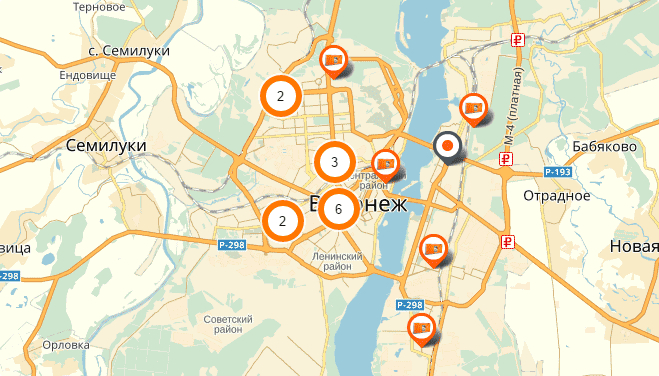 Терновое
с. Семилуки
Ендовище
2
М-4 (платная)
Семилуки
3
Бабяково
Центральный
район
Р-193
Воронеж
6
Отрадное
2
Р-298
Новая
вица
-298
Ленинский
район
Р-298
Советский
район
Орловка